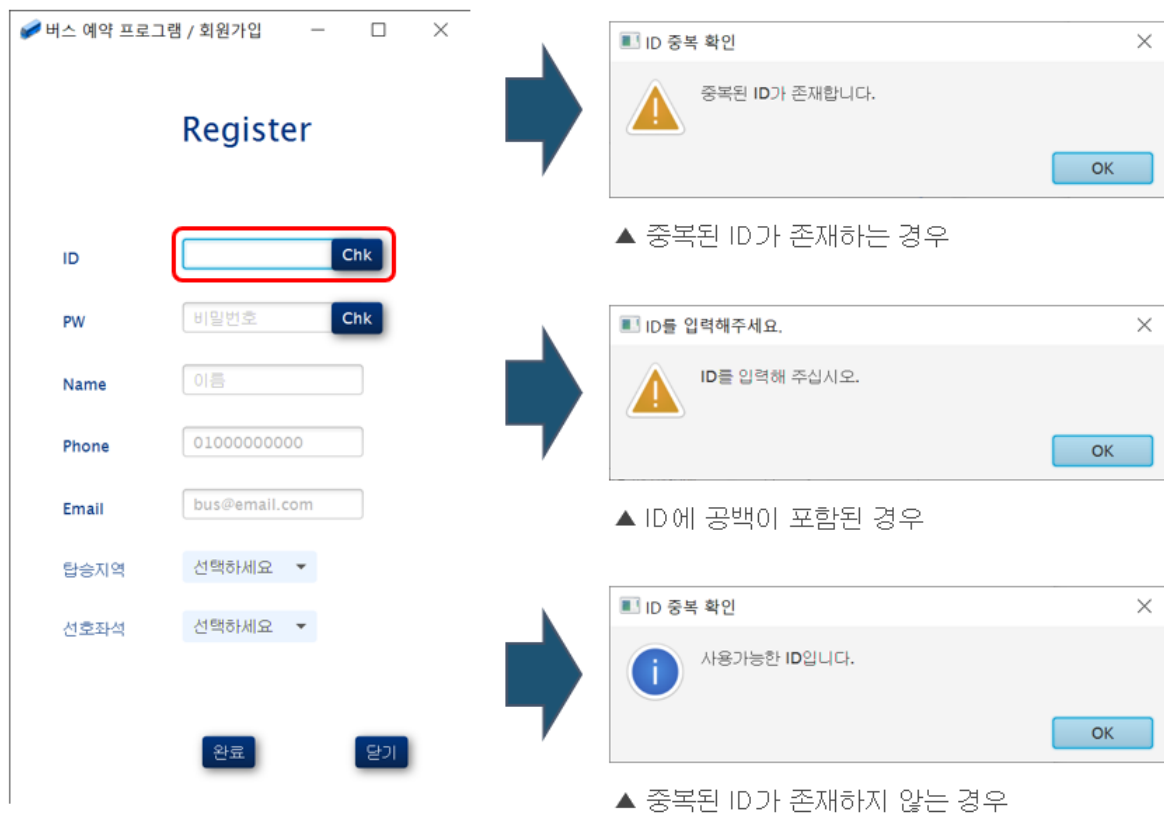 버스 예약 프로그램 / 회원가입
Register
ID
Chk
PW
비밀번호
Chk
Name
이름
Phone
01000000000
Email
bus@email.com
탑승지역
선택하세요
선호좌석
선택하세요
완료
닫기
ID 중복 확인
중복된 ID가 존재합니다.
OK
▲ 중복된 ID가 존재하는 경우
ID를 입력해주세요.
ID를 입력해 주십시오.
OK
▲ ID에 공백이 포함된 경우
ID 중복 확인
사용가능한 ID입니다.
OK
▲ 중복된 ID가 존재하지 않는 경우